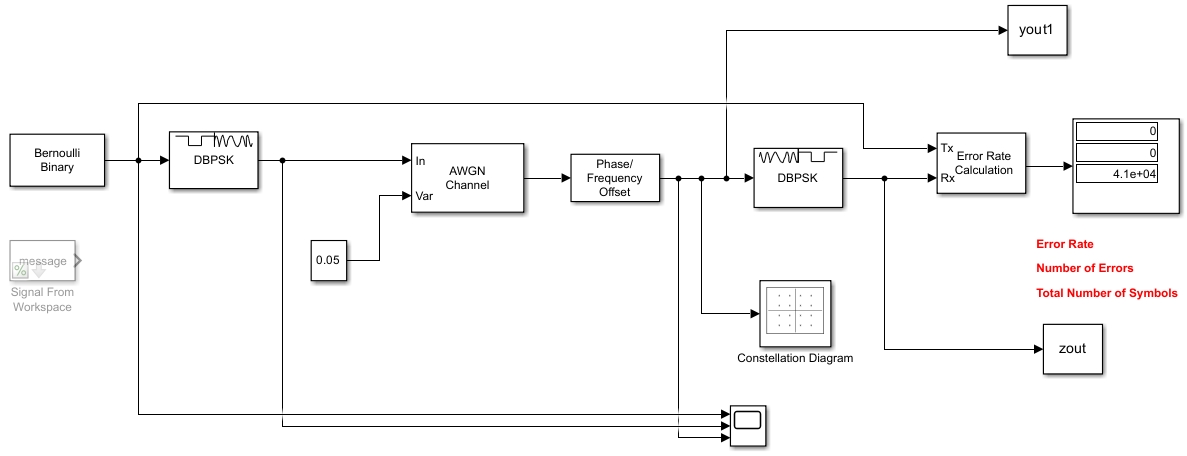 yout1
Bernoulli
Binary
DBPSK
In
Var
AWGN
Channel
Phase/
Frequency
Offset
DBPSK
Tx
Rx
Error Rate
Calculation
0
0
4.1e+04
message
Signal From
Workspace
0.05
Error Rate
Number of Errors
Total Number of Symbols
Constellation Diagram
zout